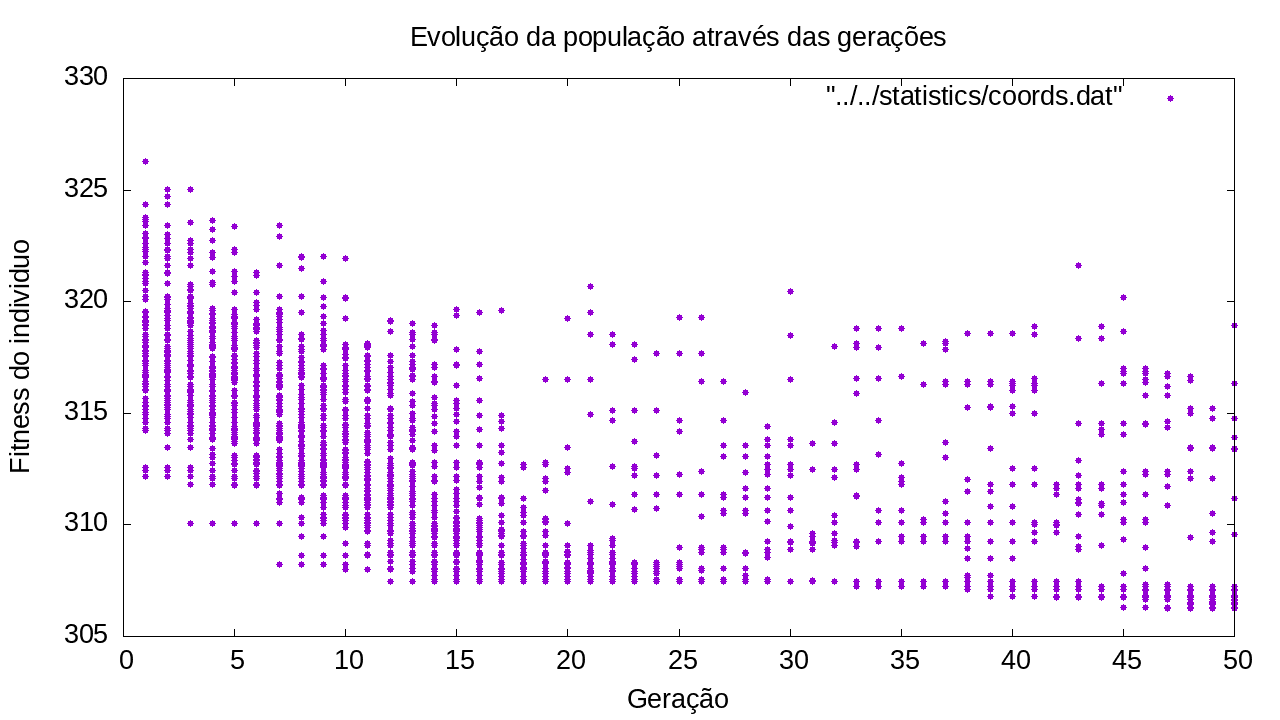 Evolução da população através das gerações
"../../statistics/coords.dat"
Fitness do individuo
330
325
320
315
310
305
0 5 10 15 20 25 30 35 40 45 50
Geração